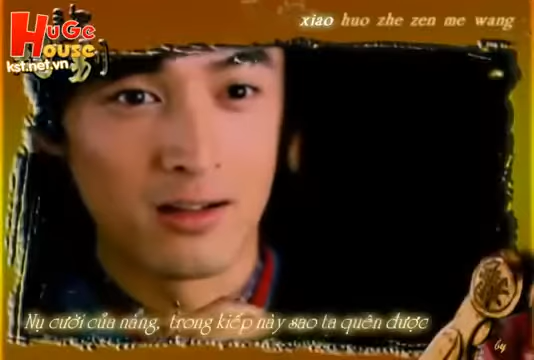 HuGe
House
kst.net.vn
xiao huo zhe zen me wang
Nụ cười của nàng, trong kiếp này sao ta quên được
by